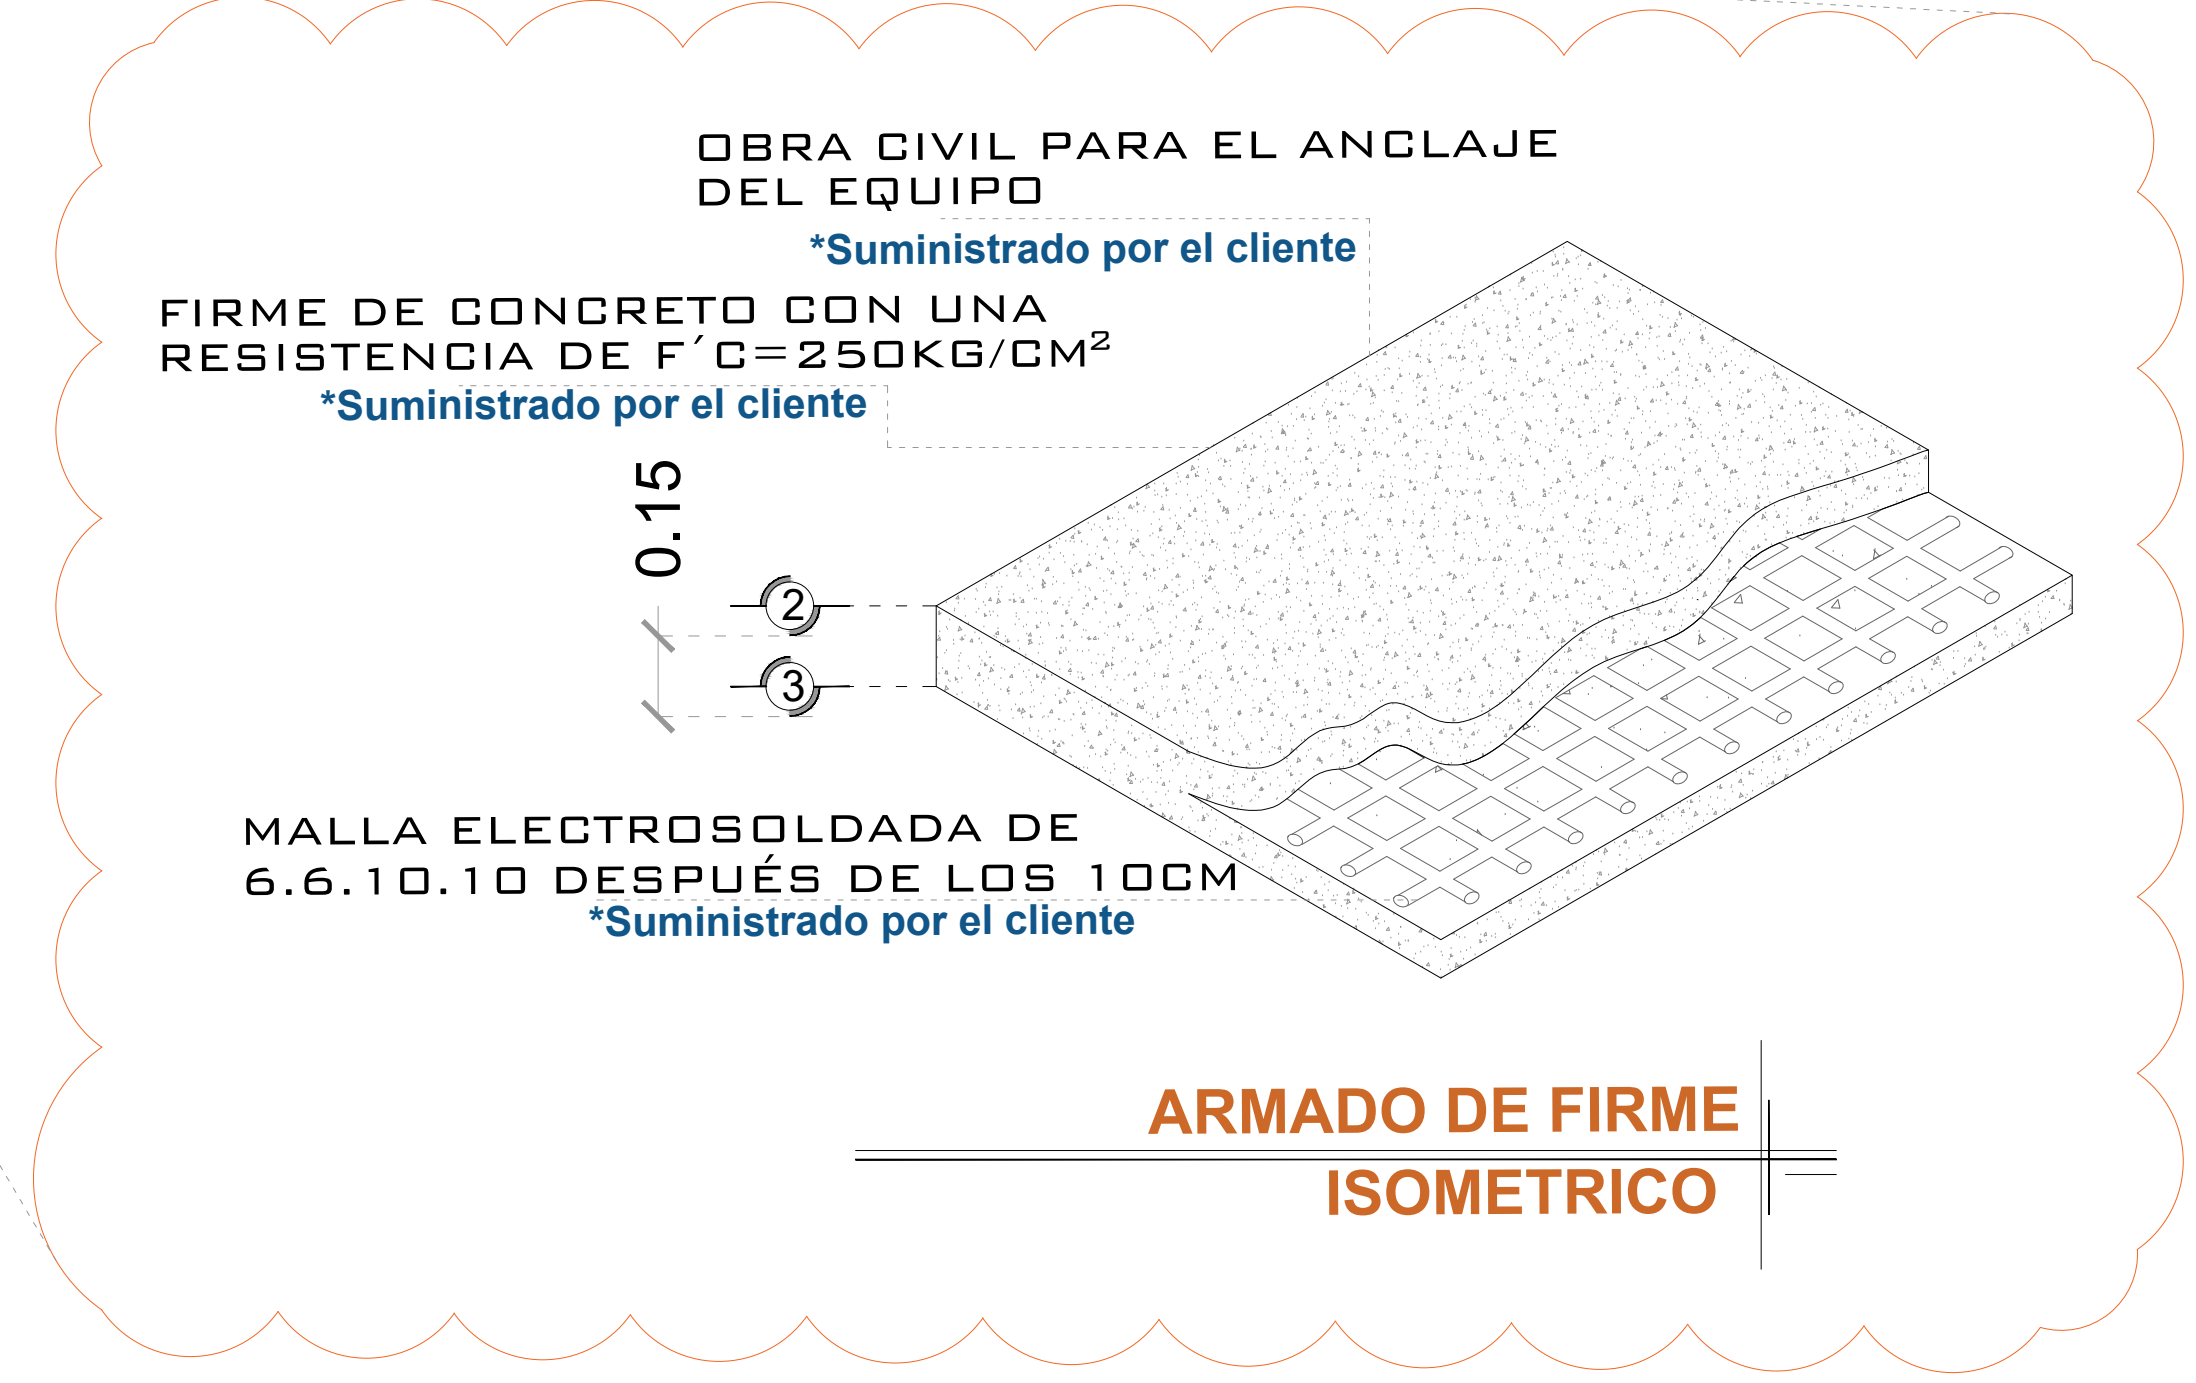 OBRA CIVIL PARA EL ANCLAJE
DEL EQUIPO
*Suministrado por el cliente
FIRME DE CONCRETO CON UNA
RESISTENCIA DE F´C=250KG/CM²
*Suministrado por el cliente
0.15
2
3
MALLA ELECTROSOLDADA DE
6.6.10.10 DESPUÉS DE LOS 10CM
*Suministrado por el cliente
ARMADO DE FIRME
ISOMETRICO